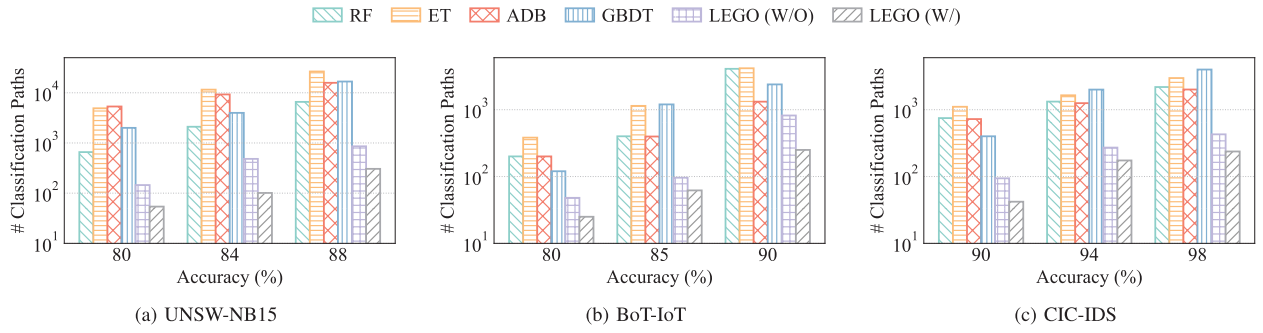 RF ET ADB GBDT LEGO (W/O) LEGO (W/)
# Classification Paths
10^4
10^3
10^2
10^1
80 84 88
Accuracy (%)
(a) UNSW-NB15
# Classification Paths
10^3
10^2
10^1
80 85 90
Accuracy (%)
(b) BoT-IoT
# Classification Paths
10^3
10^2
10^1
90 94 98
Accuracy (%)
(c) CIC-IDS